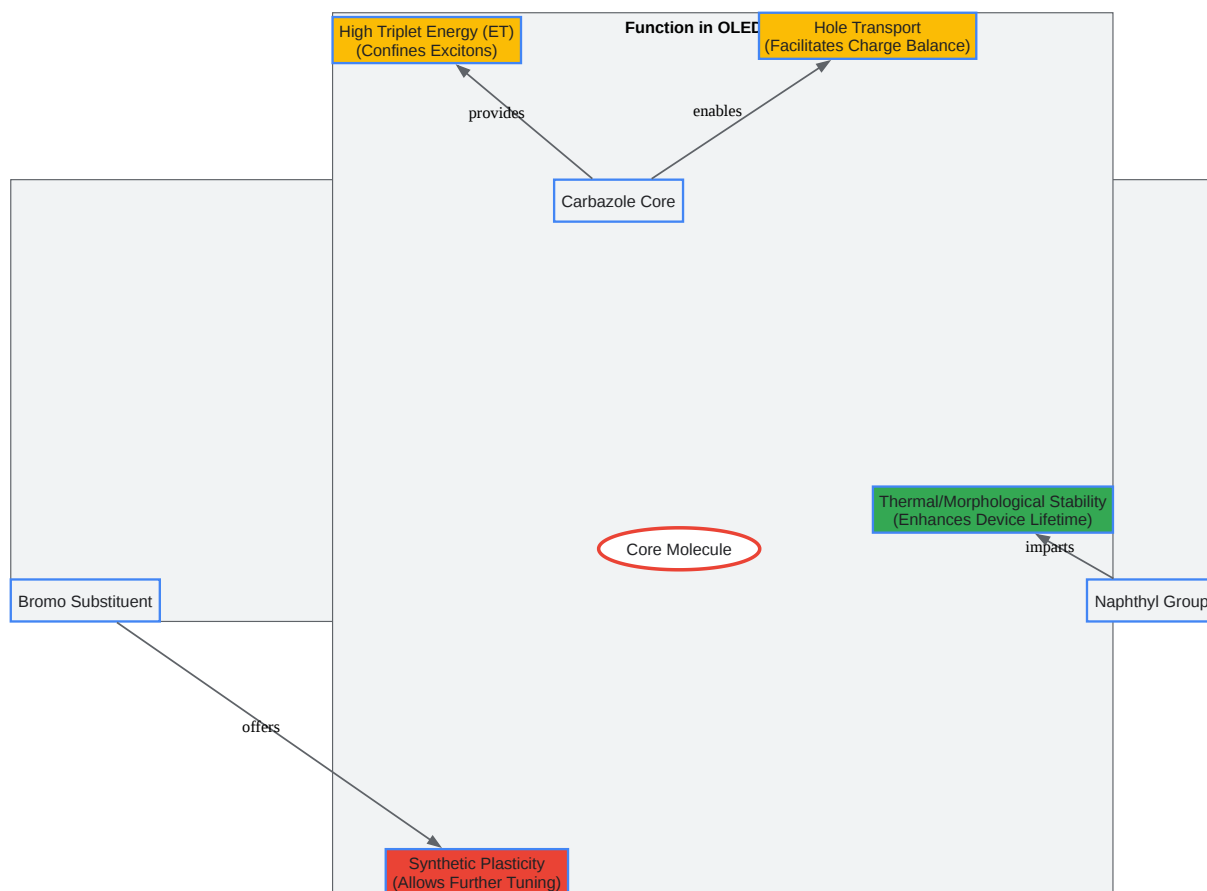 High Triplet Energy (ET)
(Confines Excitons)
Function in OLED
Hole Transport
(Facilitates Charge Balance)
provides
enables
Carbazole Core
Thermal/Morphological Stability
(Enhances Device Lifetime)
imparts
Core Molecule
Bromo Substituent
Naphthyl Group
offers
Synthetic Plasticity
(Allows Further Tuning)